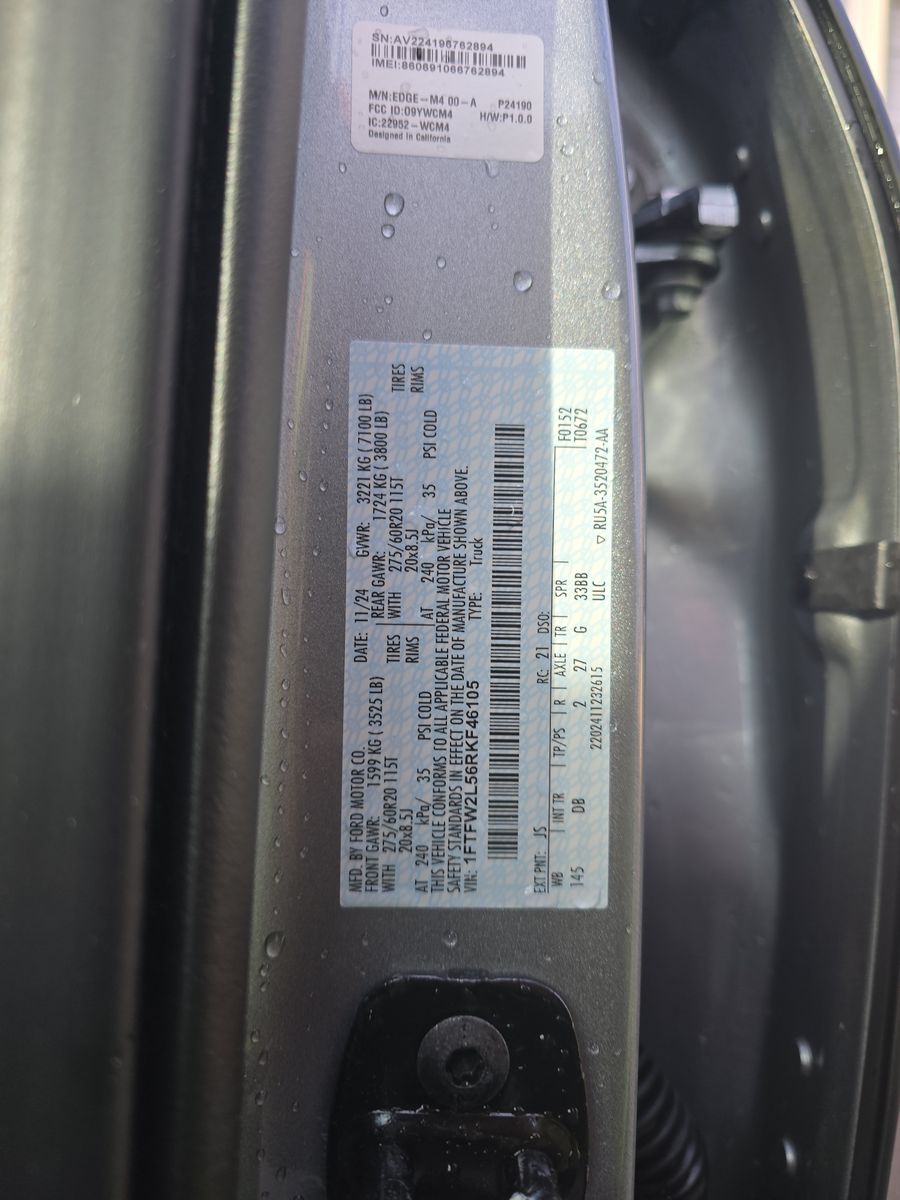 SN:AV224196762894
IMEI:860691066762894
M/N:EDGE-M4 00-A P24190
FCC ID:O9YWCM4 H/W:P1.0.0
IC:22952-WCM4
Designed in California
MFD. BY FORD MOTOR CO. DATE: 11/24 GVWR: 3221 KG ( 7100 LB)
FRONT GAWR: 1599 KG ( 3525 LB) REAR GAWR: 1724 KG ( 3800 LB)
WITH 275/60R20 115T TIRES WITH 275/60R20 115T TIRES
20x8.5J RIMS 20x8.5J RIMS
AT 240 kPa/ 35 PSI COLD AT 240 kPa/ 35 PSI COLD
THIS VEHICLE CONFORMS TO ALL APPLICABLE FEDERAL MOTOR VEHICLE
SAFETY STANDARDS IN EFFECT ON THE DATE OF MANUFACTURE SHOWN ABOVE.
VIN: 1FTFW2L56RKF46105 TYPE: Truck
EXT PNT: JS RC: 21 DSO: F0152
WB INT TR TP/PS R AXLE TR SPR T0672
145 DB 2 27 G 33BB
2202411232615 ULC ▽ RU5A-3520472-AA